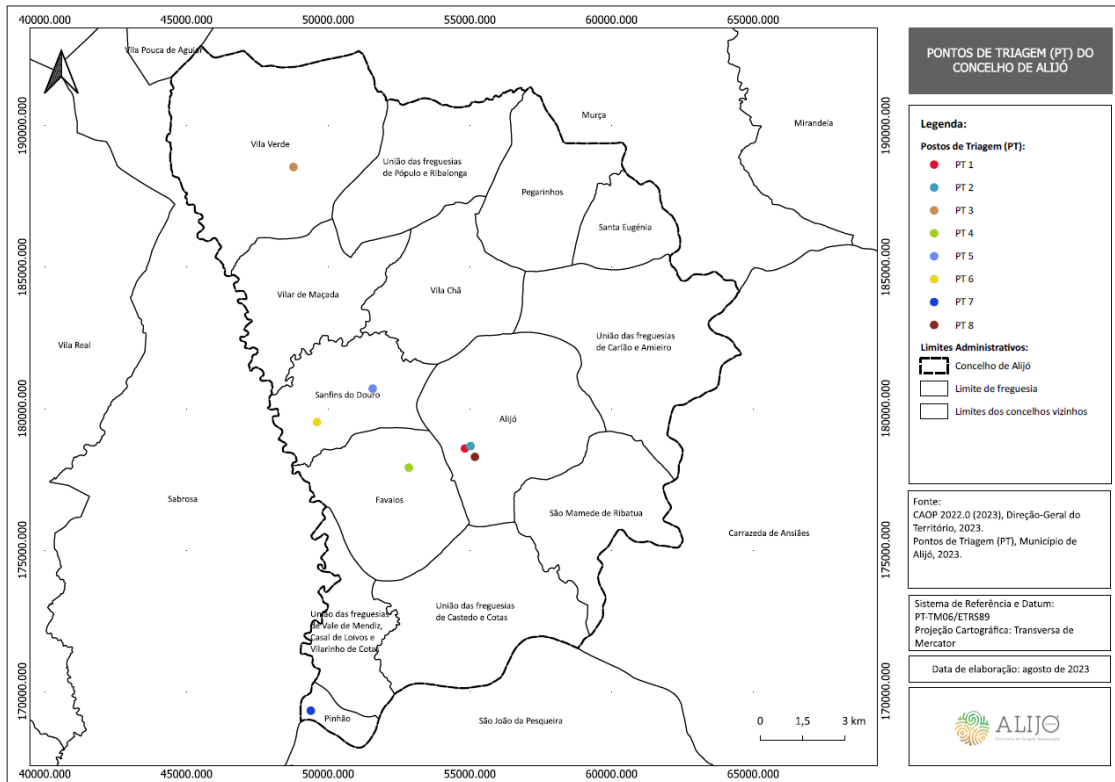 40000.000 45000.000 50000.000 55000.000 60000.000 65000.000
Vila Pouca de Aguiar
Murça
Mirandela
190000.000
190000.000
Vila Verde
União das freguesias
de Pópulo e Ribalonga
Pegarinhos
Santa Eugénia
185000.000
185000.000
Vilar de Maçada
Vila Chã
União das freguesias
de Carlão e Amieiro
Vila Real
Sanfins do Douro
Alijó
180000.000
180000.000
Sabrosa
Favaios
São Mamede de Ribatua
Carrazeda de Ansiães
175000.000
175000.000
União das freguesias
de Vale de Mendiz,
Casal de Loivos e
Vilarinho de Cotas
União das freguesias
de Castedo e Cotas
170000.000
170000.000
Pinhão
São João da Pesqueira
0 1,5 3 km
40000.000 45000.000 50000.000 55000.000 60000.000 65000.000
PONTOS DE TRIAGEM (PT) DO
CONCELHO DE ALIJÓ
Legenda:
Postos de Triagem (PT):
PT 1
PT 2
PT 3
PT 4
PT 5
PT 6
PT 7
PT 8
Limites Administrativos:
Concelho de Alijó
Limite de freguesia
Limites dos concelhos vizinhos
Fonte:
CAOP 2022.0 (2023), Direção-Geral do
Território, 2023.
Pontos de Triagem (PT), Município de
Alijó, 2023.
Sistema de Referência e Datum:
PT-TM06/ETRS89
Projeção Cartográfica: Transversa de
Mercator
Data de elaboração: agosto de 2023
ALIJÓ